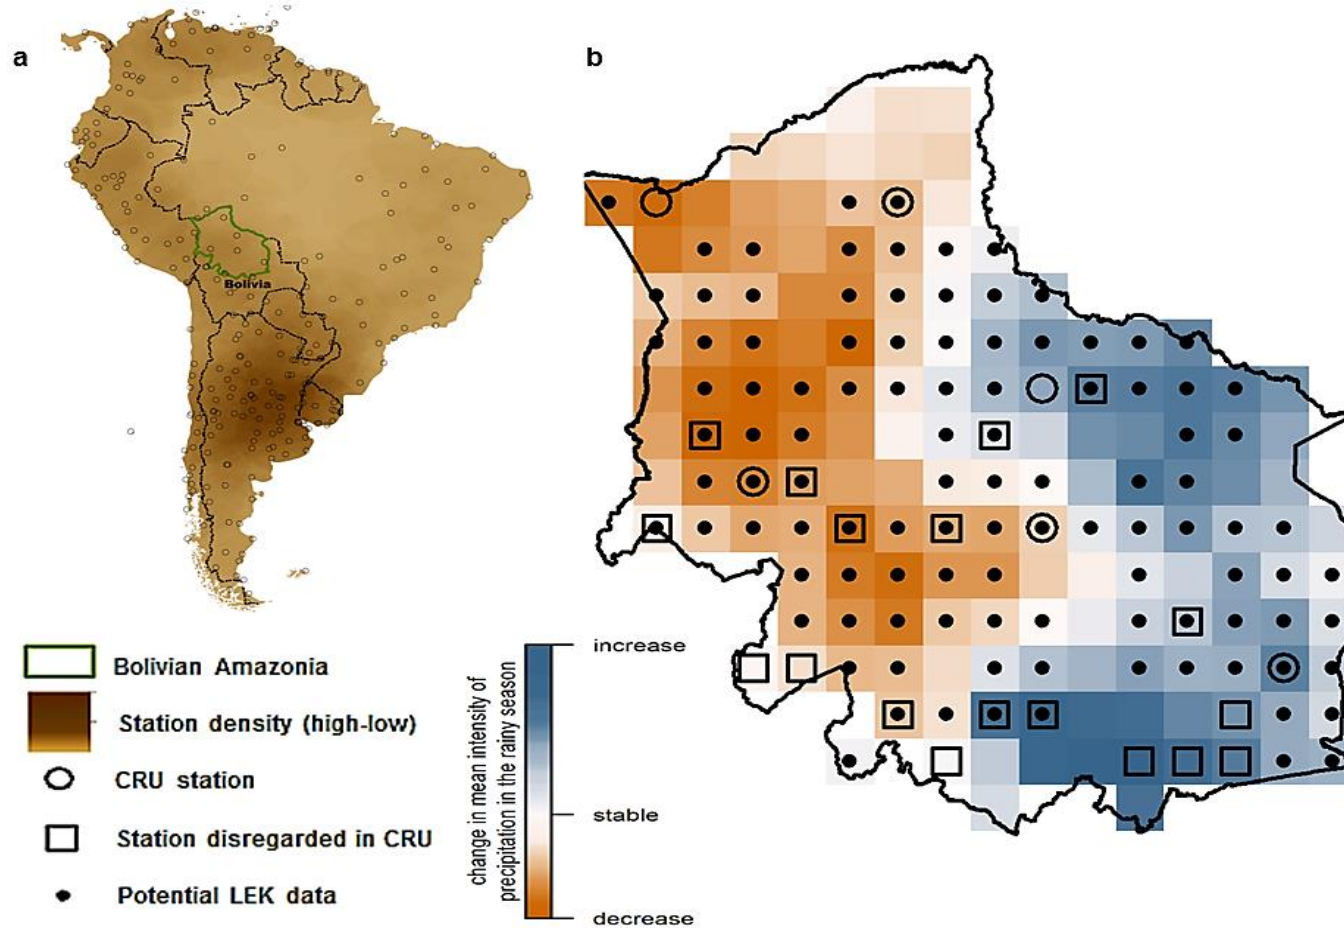 a
b
Bolivia
Bolivian Amazonia
Station density (high-low)
CRU station
Station disregarded in CRU
Potential LEK data
change in mean intensity of
precipitation in the rainy season
increase
stable
decrease